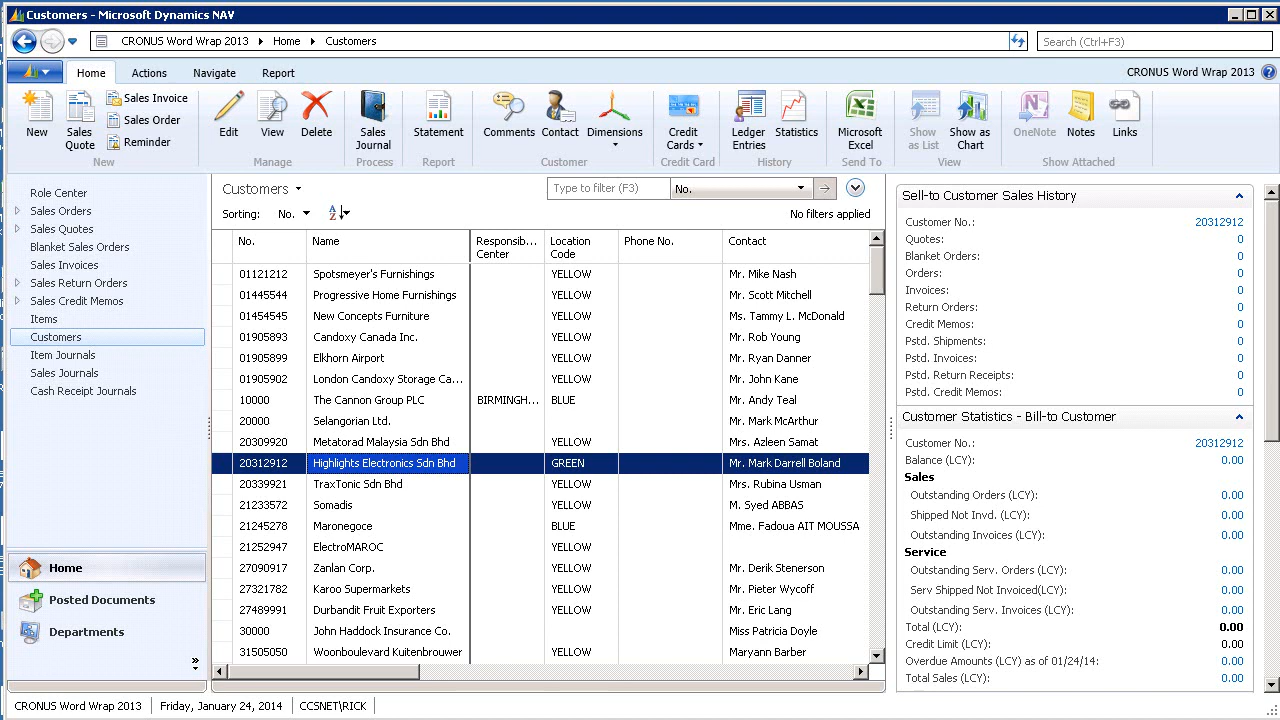 Customers - Microsoft Dynamics NAV
CRONUS Word Wrap 2013 Home Customers
Search (Ctrl+F3)
Home Actions Navigate Report
CRONUS Word Wrap 2013
New
Sales Quote
Sales Invoice
Sales Order
Reminder
New
Edit View Delete
Manage
Sales Journal
Process
Statement
Report
Comments Contact Dimensions
Customer
Credit Cards
Credit Card
Ledger Entries Statistics
History
Microsoft Excel
Send To
Show as List Show as Chart
View
OneNote Notes Links
Show Attached
Role Center
Sales Orders
Sales Quotes
Blanket Sales Orders
Sales Invoices
Sales Return Orders
Sales Credit Memos
Items
Customers
Item Journals
Sales Journals
Cash Receipt Journals
Home
Posted Documents
Departments
Customers
Type to filter (F3) No.
Sorting: No. A Z
No filters applied
No. Name Responsib... Center Location Code Phone No. Contact
01121212 Spotsmeyer's Furnishings YELLOW Mr. Mike Nash
01445544 Progressive Home Furnishings YELLOW Mr. Scott Mitchell
01454545 New Concepts Furniture YELLOW Ms. Tammy L. McDonald
01905893 Candoxy Canada Inc. YELLOW Mr. Rob Young
01905899 Elkhorn Airport YELLOW Mr. Ryan Danner
01905902 London Candoxy Storage Ca... YELLOW Mr. John Kane
10000 The Cannon Group PLC BIRMINGH... BLUE Mr. Andy Teal
20000 Selangorian Ltd. Mr. Mark McArthur
20309920 Metatorad Malaysia Sdn Bhd YELLOW Mrs. Azleen Samat
20312912 Highlights Electronics Sdn Bhd GREEN Mr. Mark Darrell Boland
20339921 TraxTonic Sdn Bhd YELLOW Mrs. Rubina Usman
21233572 Somadis YELLOW M. Syed ABBAS
21245278 Maronegoce BLUE Mme. Fadoua AIT MOUSSA
21252947 ElectroMAROC YELLOW
27090917 Zanlan Corp. YELLOW Mr. Derik Stenerson
27321782 Karoo Supermarkets YELLOW Mr. Pieter Wycoff
27489991 Durbandit Fruit Exporters YELLOW Mr. Eric Lang
30000 John Haddock Insurance Co. Miss Patricia Doyle
31505050 Woonboulevard Kuitenbrouwer YELLOW Maryann Barber
Sell-to Customer Sales History
Customer No.: 20312912
Quotes: 0
Blanket Orders: 0
Orders: 0
Invoices: 0
Return Orders: 0
Credit Memos: 0
Pstd. Shipments: 0
Pstd. Invoices: 0
Pstd. Return Receipts: 0
Pstd. Credit Memos: 0
Customer Statistics - Bill-to Customer
Customer No.: 20312912
Balance (LCY): 0.00
Sales
Outstanding Orders (LCY): 0.00
Shipped Not Invd. (LCY): 0.00
Outstanding Invoices (LCY): 0.00
Service
Outstanding Serv. Orders (LCY): 0.00
Serv Shipped Not Invoiced(LCY): 0.00
Outstanding Serv. Invoices (LCY): 0.00
Total (LCY): 0.00
Credit Limit (LCY): 0.00
Overdue Amounts (LCY) as of 01/24/14: 0.00
Total Sales (LCY): 0.00
CRONUS Word Wrap 2013 Friday, January 24, 2014 CCSNET\RICK